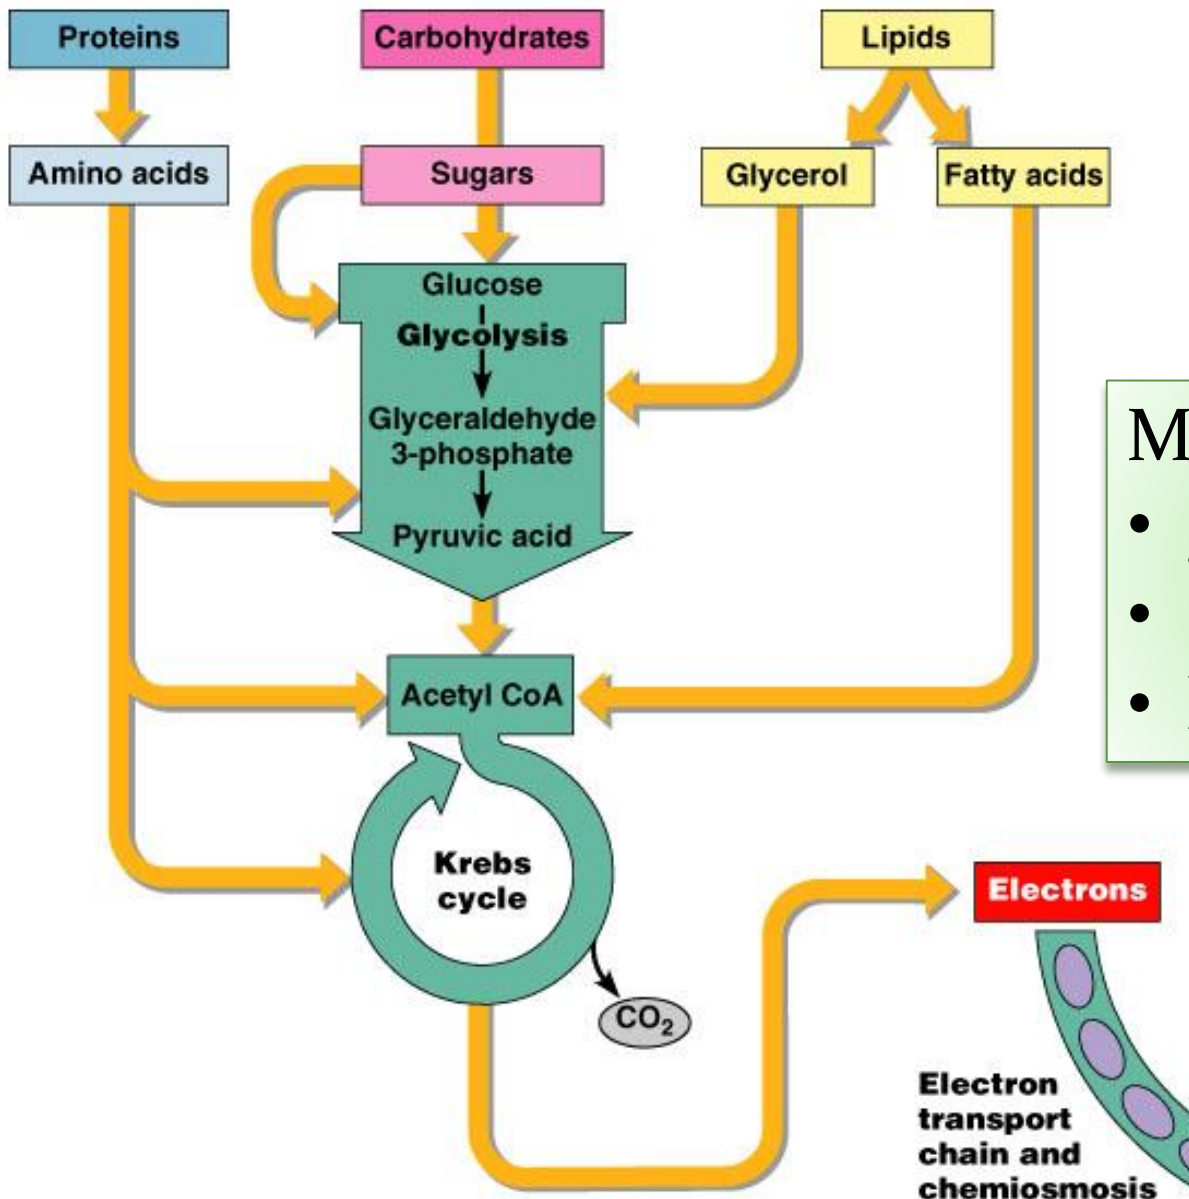 Proteins
Carbohydrates
Lipids
Amino acids
Sugars
Glycerol
Fatty acids
Glucose
Glycolysis
Glyceraldehyde
3-phosphate
Pyruvic acid
Acetyl CoA
Krebs
cycle
CO₂
Electrons
Electron
transport
chain and
chemiosmosis